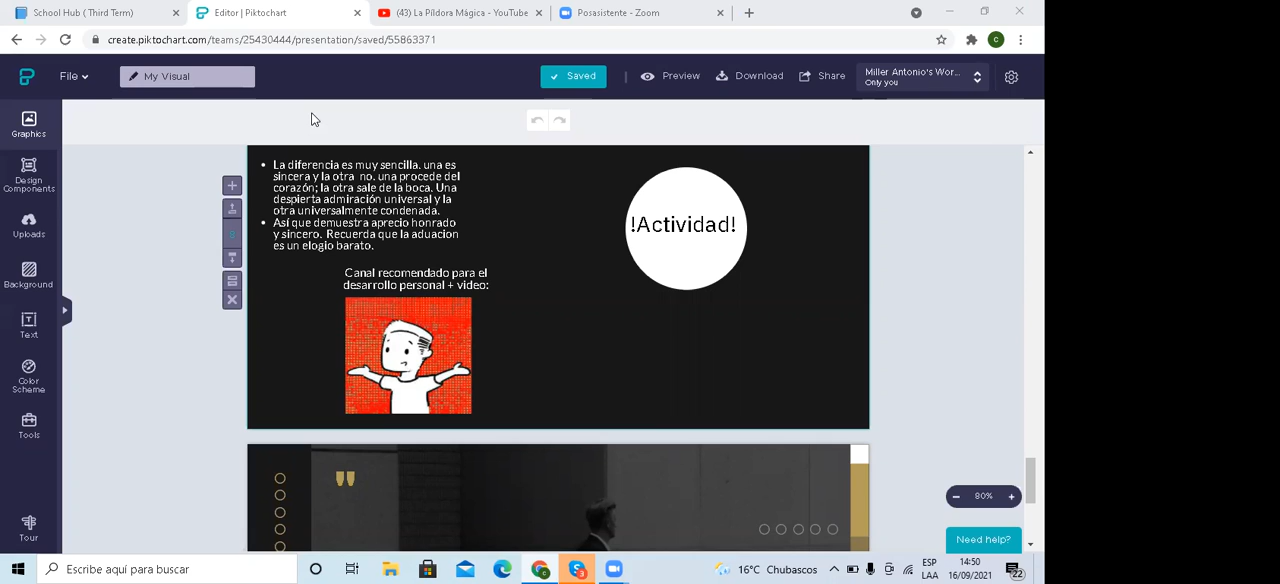 School Hub ( Third Term)
Editor | Piktochart
(43) La Píldora Mágica - YouTube
Posasistente - Zoom
create.piktochart.com/teams/25430444/presentation/saved/55863371
C
File
My Visual
Saved
Preview
Download
Share
Miller Antonio's Wor...
Only you
Graphics
Design
Components
Uploads
Background
Text
Color
Scheme
Tools
Tour
9
• La diferencia es muy sencilla. una es
sincera y la otra no. una procede del
corazón; la otra sale de la boca. Una
despierta admiración universal y la
otra universalmente condenada.
• Así que demuestra aprecio honrado
y sincero. Recuerda que la aduacion
es un elogio barato.
!Actividad!
Canal recomendado para el
desarrollo personal + video:
80%
Need help?
Escribe aquí para buscar
16°C Chubascos
ESP
LAA
14:50
16/09/2021
22